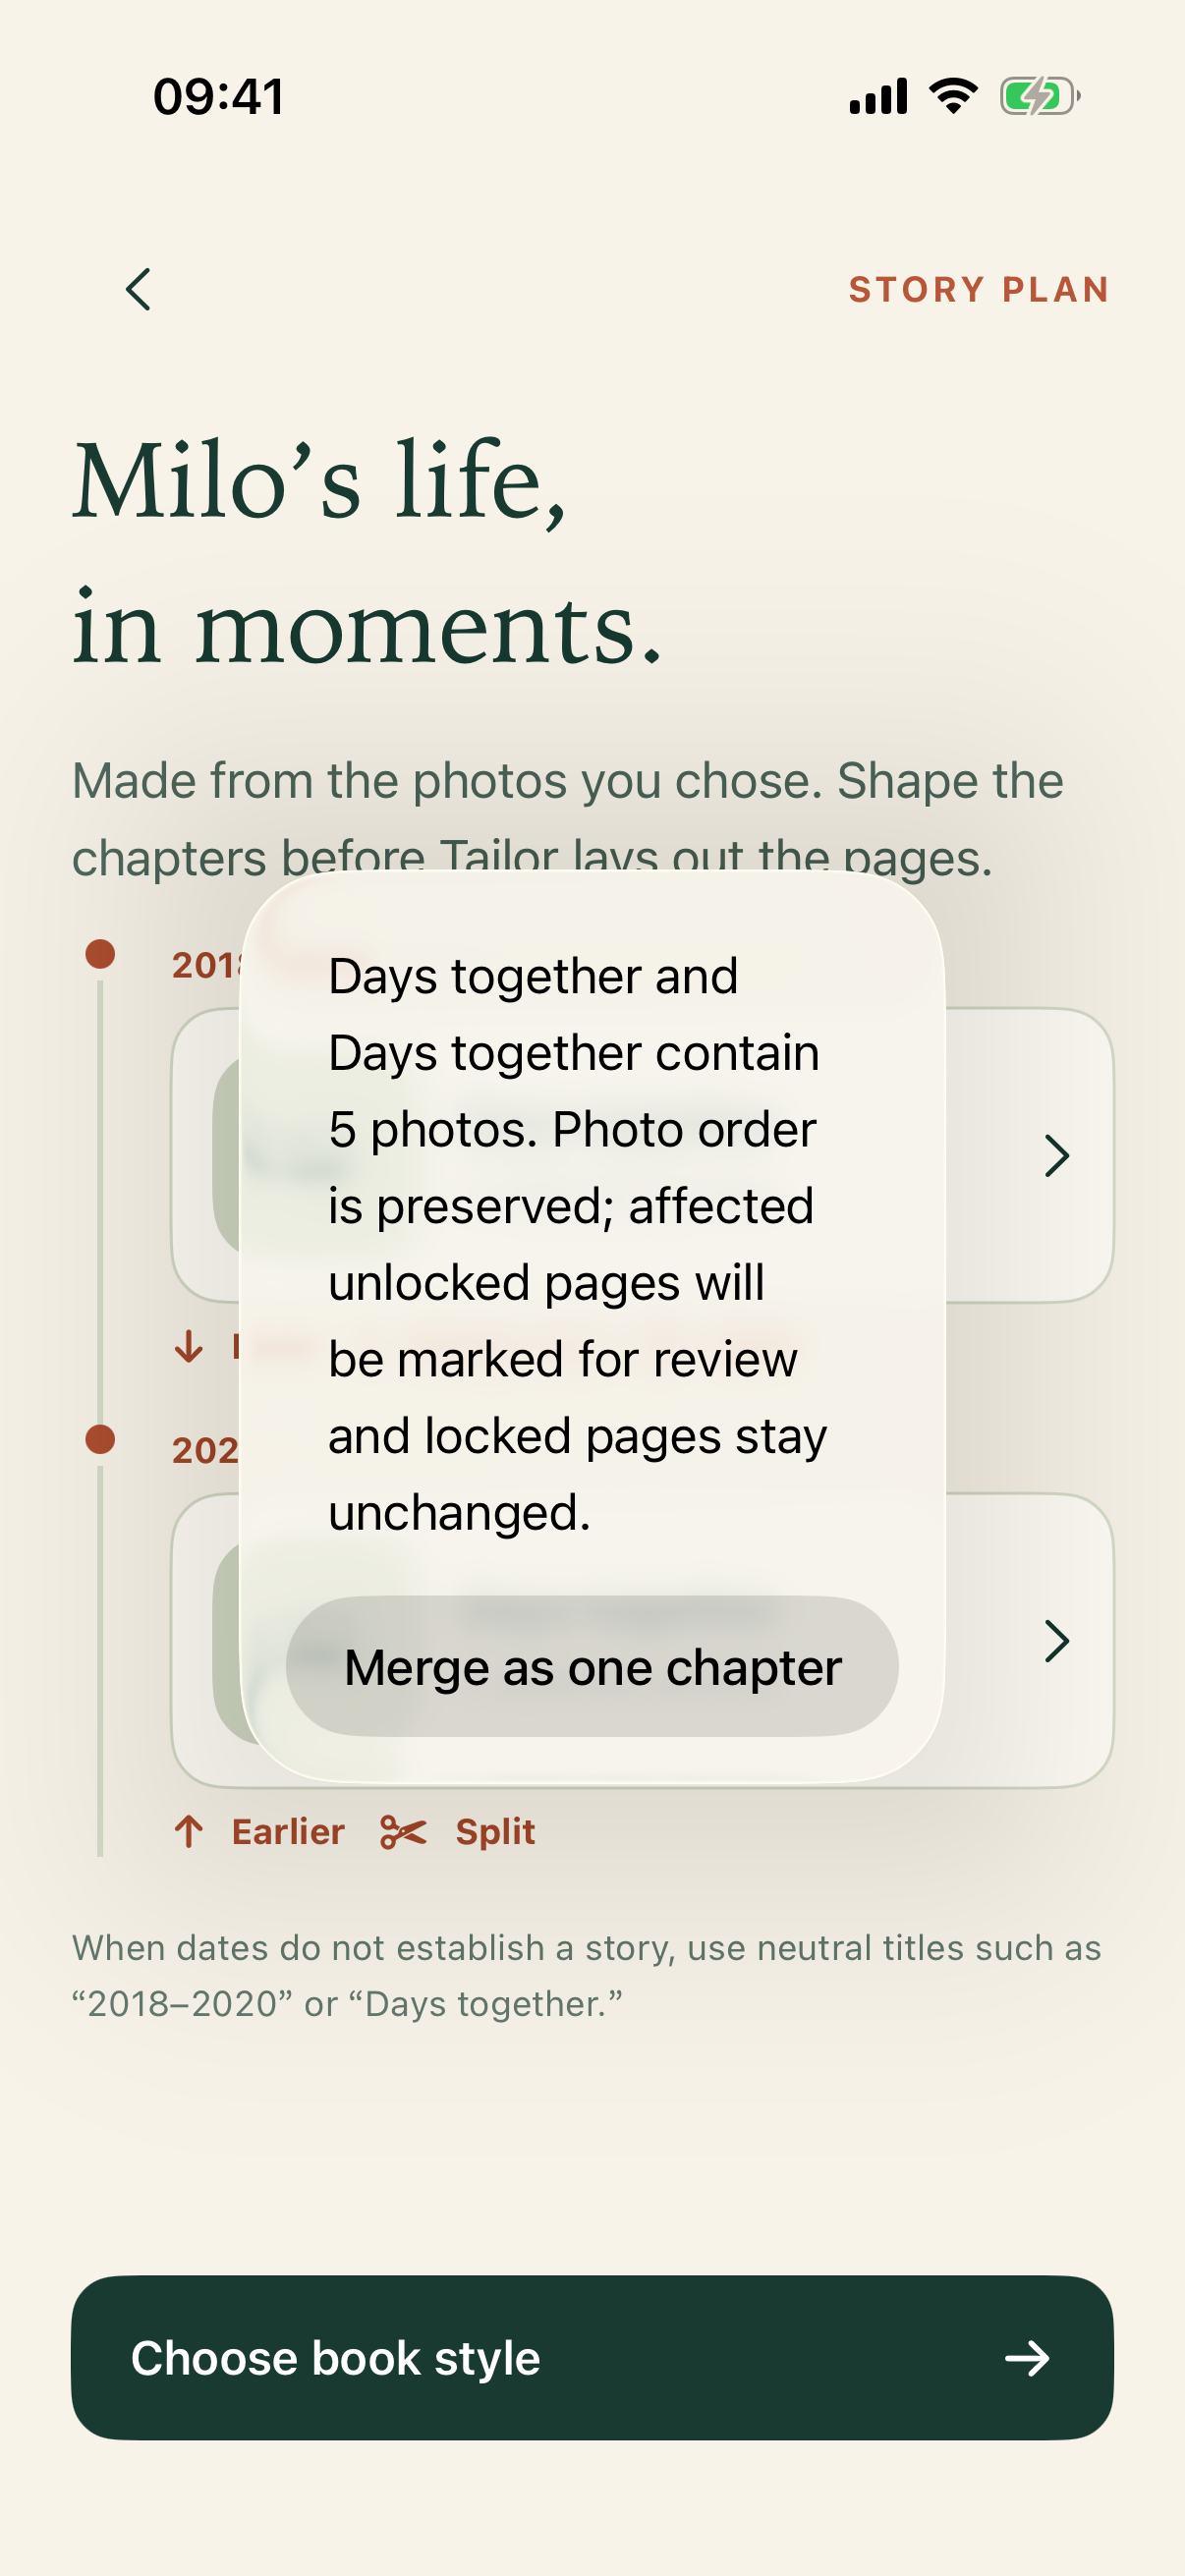 09:41
STORY PLAN
Milo’s life,
in moments.
Made from the photos you chose. Shape the
chapters before Tailor lays out the pages.
Days together and
Days together contain
5 photos. Photo order
is preserved; affected
unlocked pages will
be marked for review
and locked pages stay
unchanged.
Merge as one chapter
Earlier Split
When dates do not establish a story, use neutral titles such as
“2018–2020” or “Days together.”
Choose book style